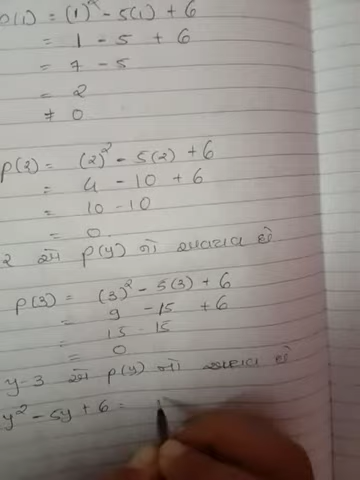 p(1) = (1)² - 5(1) + 6
= 1 - 5 + 6
= 7 - 5
= 2
≠ 0
p(2) = (2)² - 5(2) + 6
= 4 - 10 + 6
= 10 - 10
= 0.
2 એ p(y) નો અવયવ છે
p(3) = (3)² - 5(3) + 6
= 9 - 15 + 6
= 15 - 15
= 0
y-3 એ p(y) નો અવયવ છે
y² - 5y + 6 =